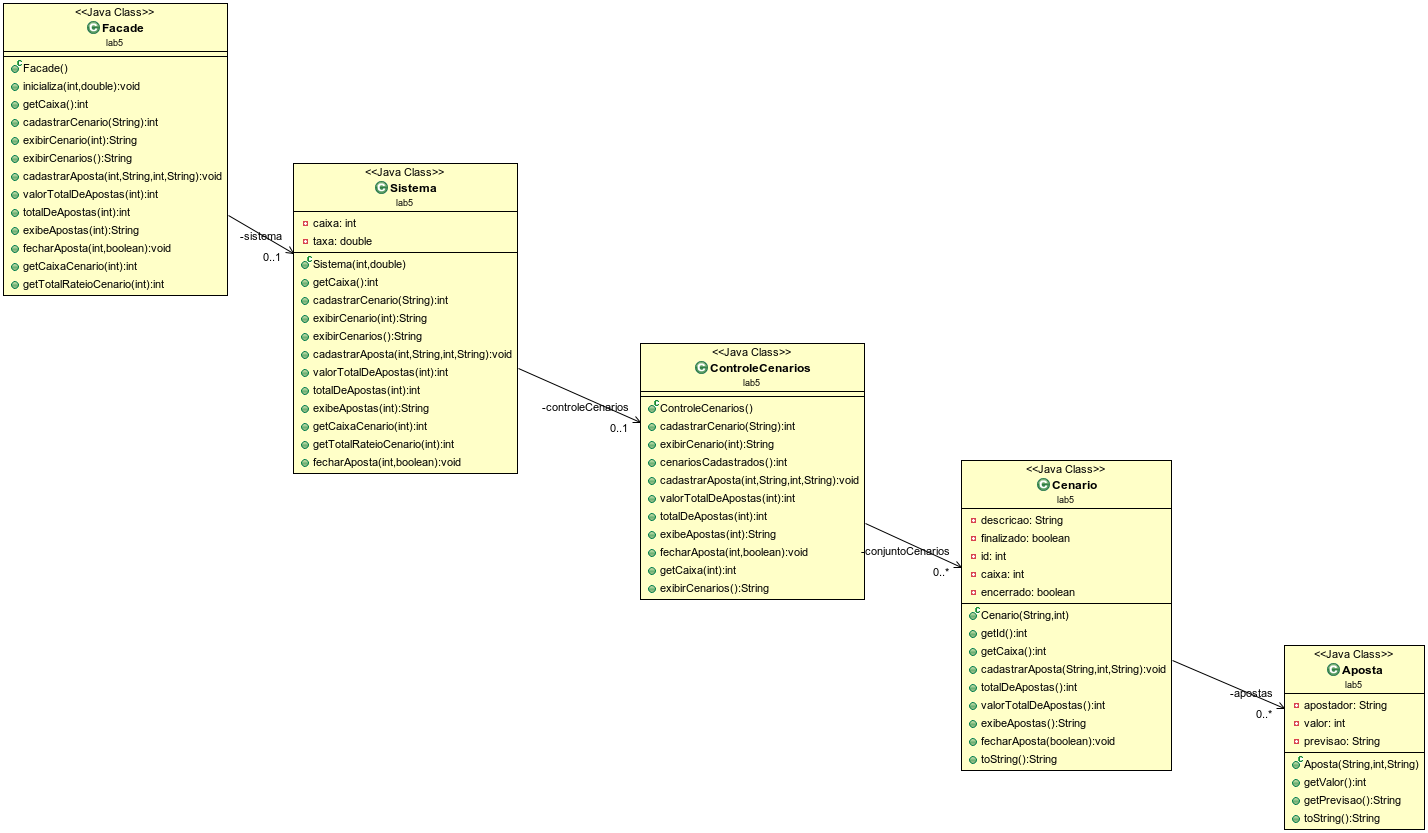 <<Java Class>>
Facade
lab5
Facade()
inicializa(int,double):void
getCaixa():int
cadastrarCenario(String):int
exibirCenario(int):String
exibirCenarios():String
cadastrarAposta(int,String,int,String):void
valorTotalDeApostas(int):int
totalDeApostas(int):int
exibeApostas(int):String
fecharAposta(int,boolean):void
getCaixaCenario(int):int
getTotalRateioCenario(int):int
-sistema
0..1
<<Java Class>>
Sistema
lab5
caixa: int
taxa: double
Sistema(int,double)
getCaixa():int
cadastrarCenario(String):int
exibirCenario(int):String
exibirCenarios():String
cadastrarAposta(int,String,int,String):void
valorTotalDeApostas(int):int
totalDeApostas(int):int
exibeApostas(int):String
getCaixaCenario(int):int
getTotalRateioCenario(int):int
fecharAposta(int,boolean):void
-controleCenarios
0..1
<<Java Class>>
ControleCenarios
lab5
ControleCenarios()
cadastrarCenario(String):int
exibirCenario(int):String
cenariosCadastrados():int
cadastrarAposta(int,String,int,String):void
valorTotalDeApostas(int):int
totalDeApostas(int):int
exibeApostas(int):String
fecharAposta(int,boolean):void
getCaixa(int):int
exibirCenarios():String
-conjuntoCenarios
0..*
<<Java Class>>
Cenario
lab5
descricao: String
finalizado: boolean
id: int
caixa: int
encerrado: boolean
Cenario(String,int)
getId():int
getCaixa():int
cadastrarAposta(String,int,String):void
totalDeApostas():int
valorTotalDeApostas():int
exibeApostas():String
fecharAposta(boolean):void
toString():String
-apostas
0..*
<<Java Class>>
Aposta
lab5
apostador: String
valor: int
previsao: String
Aposta(String,int,String)
getValor():int
getPrevisao():String
toString():String